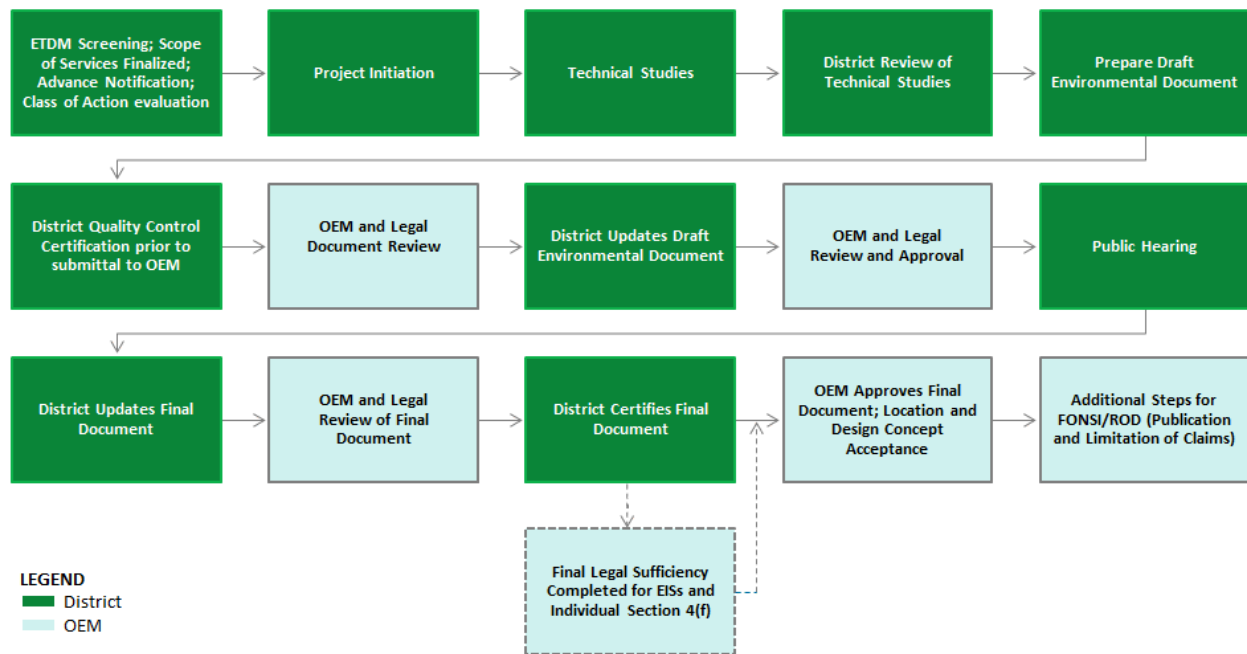 ETDM Screening; Scope
of Services Finalized;
Advance Notification;
Class of Action evaluation
Project Initiation
Technical Studies
District Review of
Technical Studies
Prepare Draft
Environmental Document
District Quality Control
Certification prior to
submittal to OEM
OEM and Legal
Document Review
District Updates Draft
Environmental Document
OEM and Legal
Review and Approval
Public Hearing
District Updates Final
Document
OEM and Legal
Review of Final
Document
District Certifies Final
Document
OEM Approves Final
Document; Location and
Design Concept
Acceptance
Additional Steps for
FONSI/ROD (Publication
and Limitation of Claims)
Final Legal Sufficiency
Completed for EISs and
Individual Section 4(f)
LEGEND
District
OEM